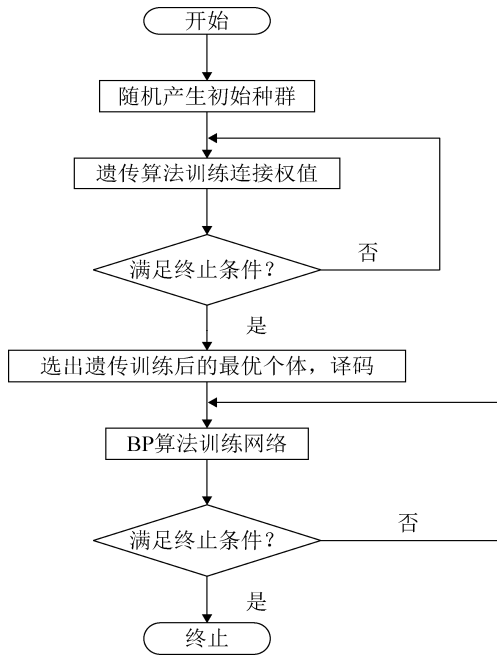 开始
随机产生初始种群
遗传算法训练连接权值
满足终止条件？
否
是
选出遗传训练后的最优个体，译码
BP算法训练网络
满足终止条件？
否
是
终止